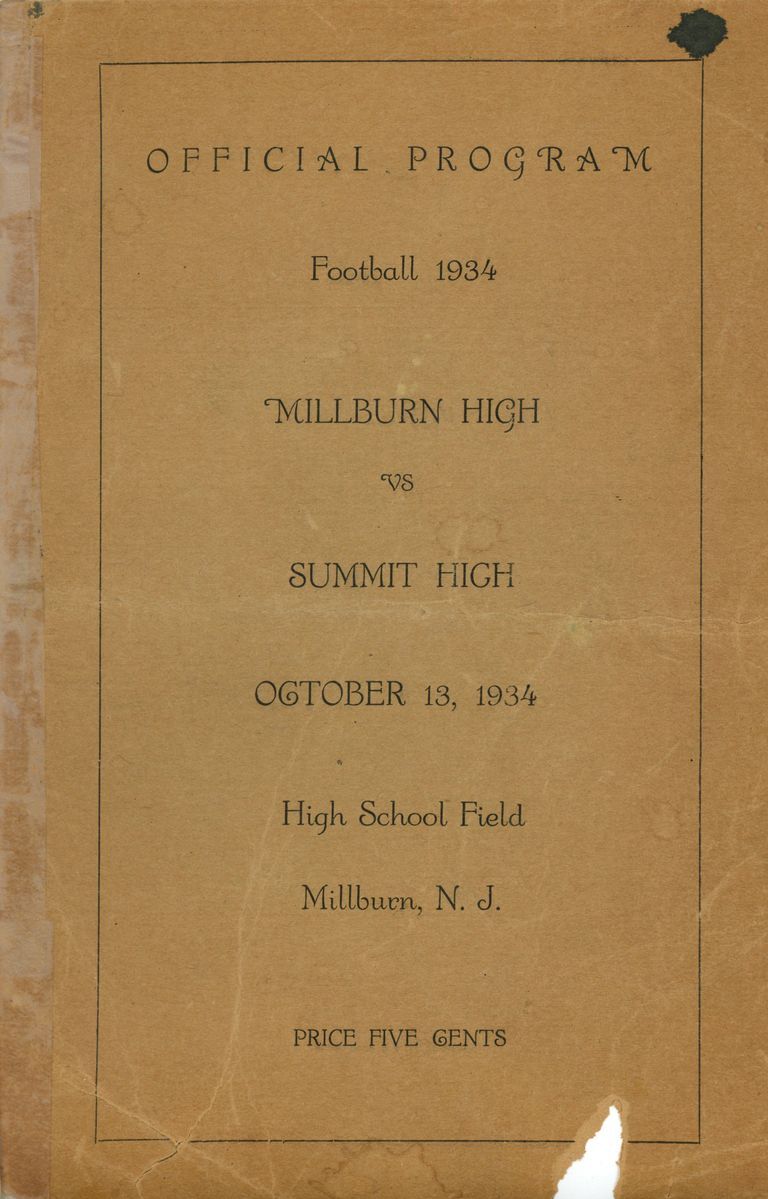 OFFICIAL PROGRAM
Football 1934
MILLBURN HIGH
VS
SUMMIT HIGH
OCTOBER 13, 1934
High School Field
Millburn, N. J.
PRICE FIVE CENTS